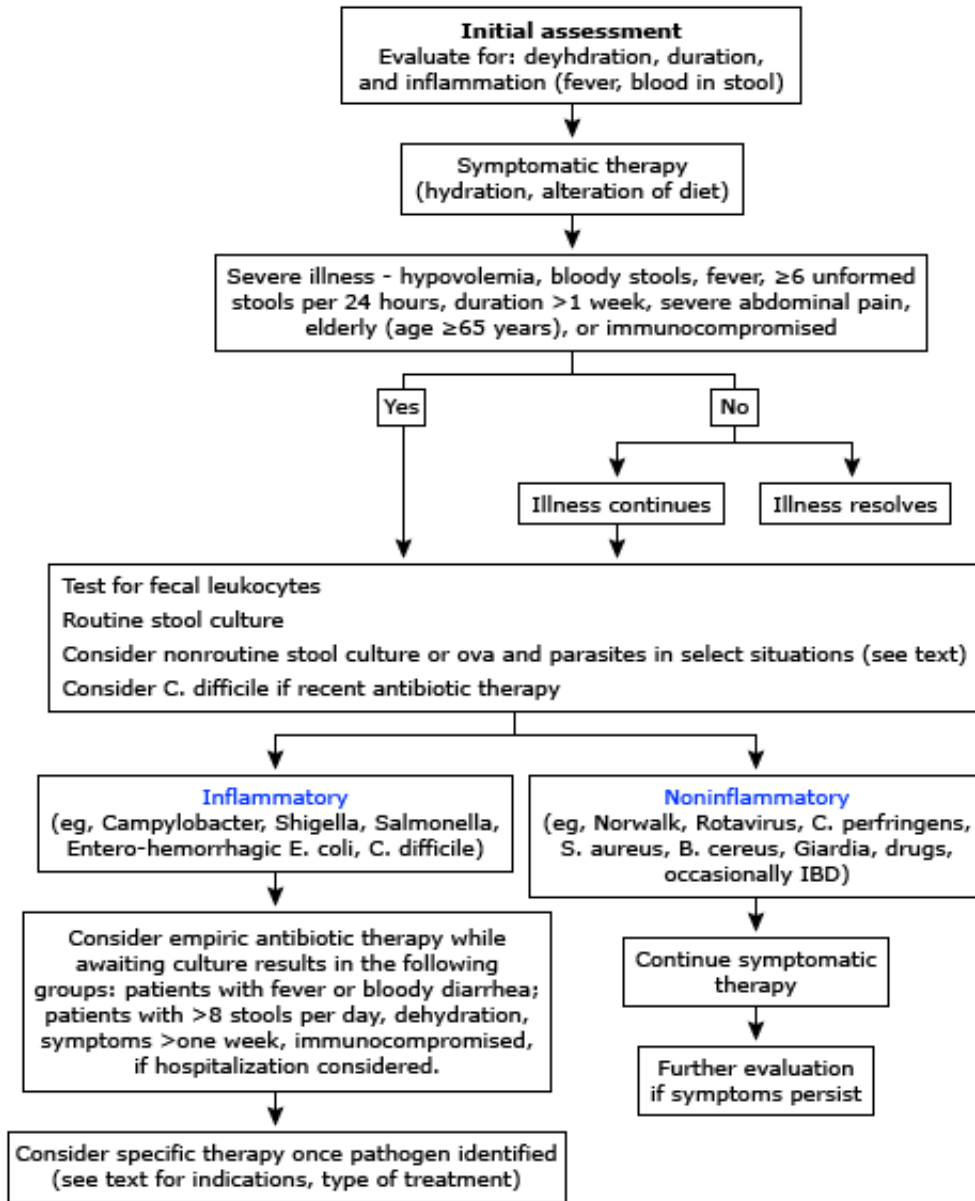 Initial assessment
Evaluate for: deyhdration, duration,
and inflammation (fever, blood in stool)
Symptomatic therapy
(hydration, alteration of diet)
Severe illness - hypovolemia, bloody stools, fever, ≥6 unformed
stools per 24 hours, duration >1 week, severe abdominal pain,
elderly (age ≥65 years), or immunocompromised
Yes
No
Illness continues
Illness resolves
Test for fecal leukocytes
Routine stool culture
Consider nonroutine stool culture or ova and parasites in select situations (see text)
Consider C. difficile if recent antibiotic therapy
Inflammatory
(eg, Campylobacter, Shigella, Salmonella,
Entero-hemorrhagic E. coli, C. difficile)
Noninflammatory
(eg, Norwalk, Rotavirus, C. perfringens,
S. aureus, B. cereus, Giardia, drugs,
occasionally IBD)
Consider empiric antibiotic therapy while
awaiting culture results in the following
groups: patients with fever or bloody diarrhea;
patients with >8 stools per day, dehydration,
symptoms >one week, immunocompromised,
if hospitalization considered.
Continue symptomatic
therapy
Further evaluation
if symptoms persist
Consider specific therapy once pathogen identified
(see text for indications, type of treatment)